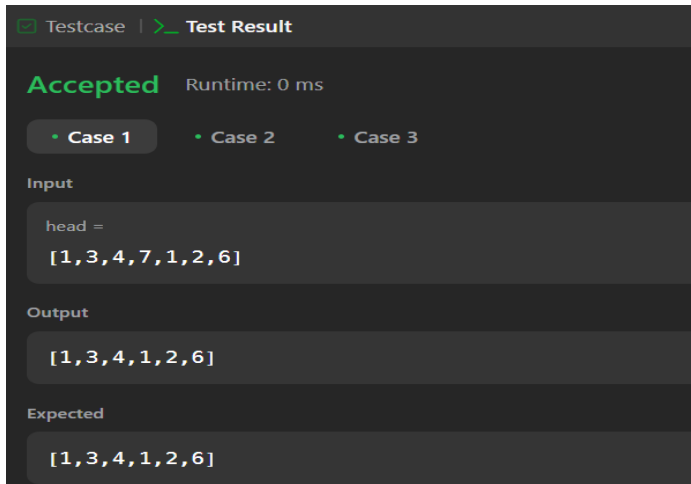 Testcase | >_ Test Result
Accepted Runtime: 0 ms
• Case 1 • Case 2 • Case 3
Input
head =
[1,3,4,7,1,2,6]
Output
[1,3,4,1,2,6]
Expected
[1,3,4,1,2,6]